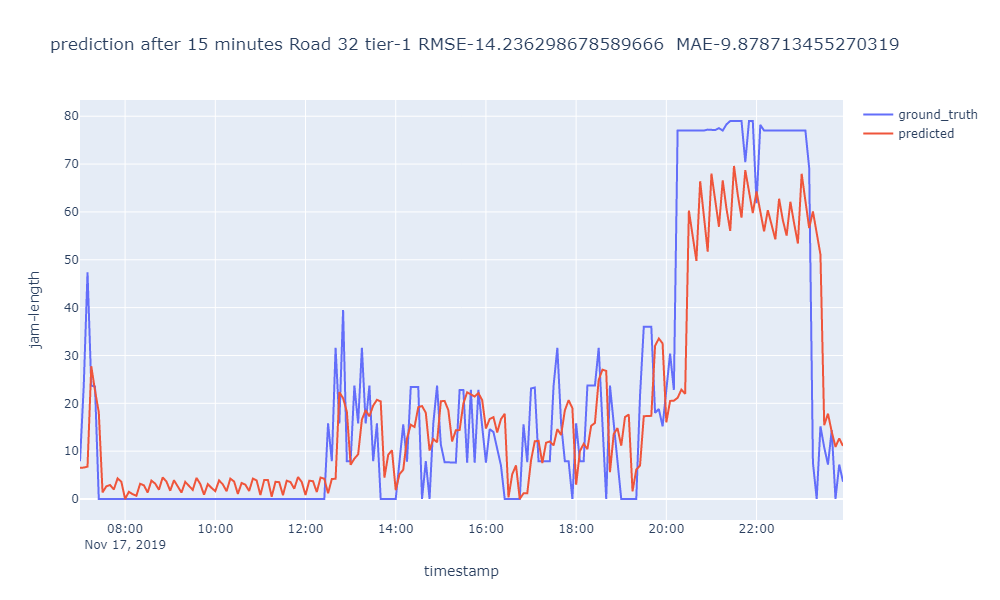 prediction after 15 minutes Road 32 tier-1 RMSE-14.236298678589666  MAE-9.878713455270319
ground_truth
predicted
jam-length
80
70
60
50
40
30
20
10
0
08:00 10:00 12:00 14:00 16:00 18:00 20:00 22:00
Nov 17, 2019
timestamp